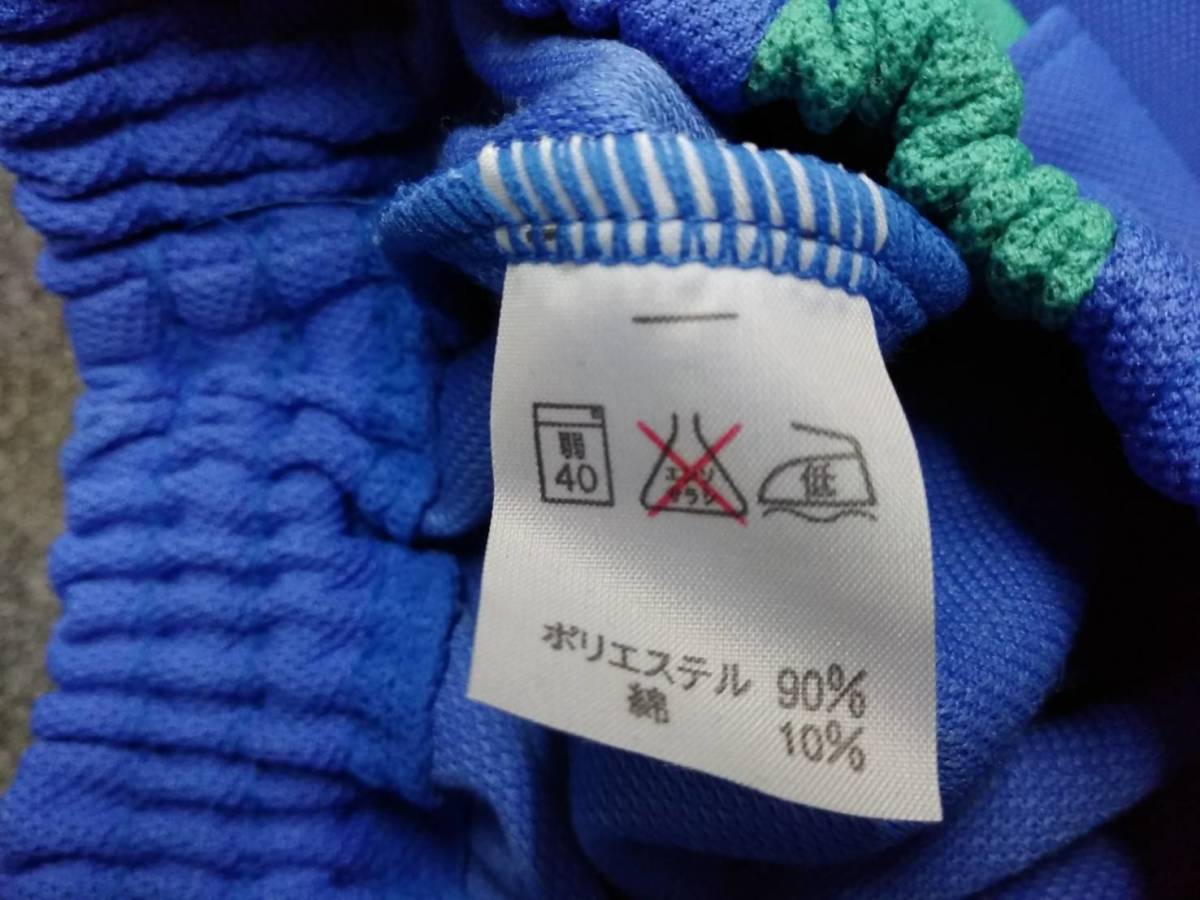 弱
40
エンソ
サラシ
低
ポリエステル 90%
綿 10%